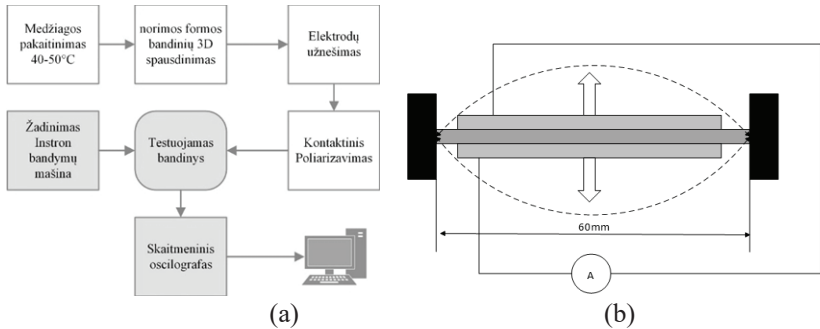 Medžiagos
pakaitinimas
40-50°C
norimos formos
bandinių 3D
spausdinimas
Elektrodų
užnešimas
Žadinimas
Instron
bandymų
mašina
Testuojamas
bandinys
Kontaktinis
Poliarizavimas
Skaitmeninis
oscilografas
(a)
60mm
A
(b)